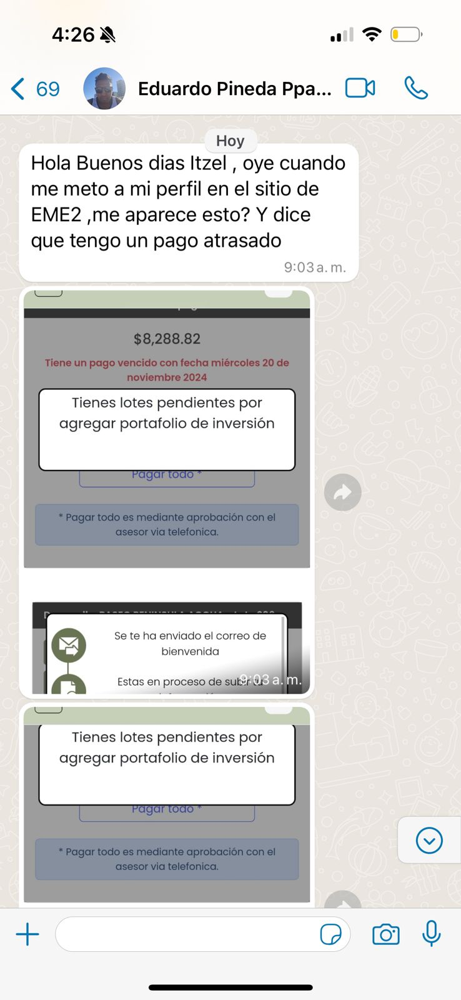 4:26
69
Eduardo Pineda Ppa...
Hoy
Hola Buenos dias Itzel , oye cuando
me meto a mi perfil en el sitio de
EME2 ,me aparece esto? Y dice
que tengo un pago atrasado
9:03 a. m.
$8,288.82
Tiene un pago vencido con fecha miércoles 20 de
noviembre 2024
Tienes lotes pendientes por
agregar portafolio de inversión
Pagar todo *
* Pagar todo es mediante aprobación con el
asesor via telefonica.
Se te ha enviado el correo de
bienvenida
Estas en proceso de subir tu
9:03 a. m.
Tienes lotes pendientes por
agregar portafolio de inversión
Pagar todo *
* Pagar todo es mediante aprobación con el
asesor via telefonica.